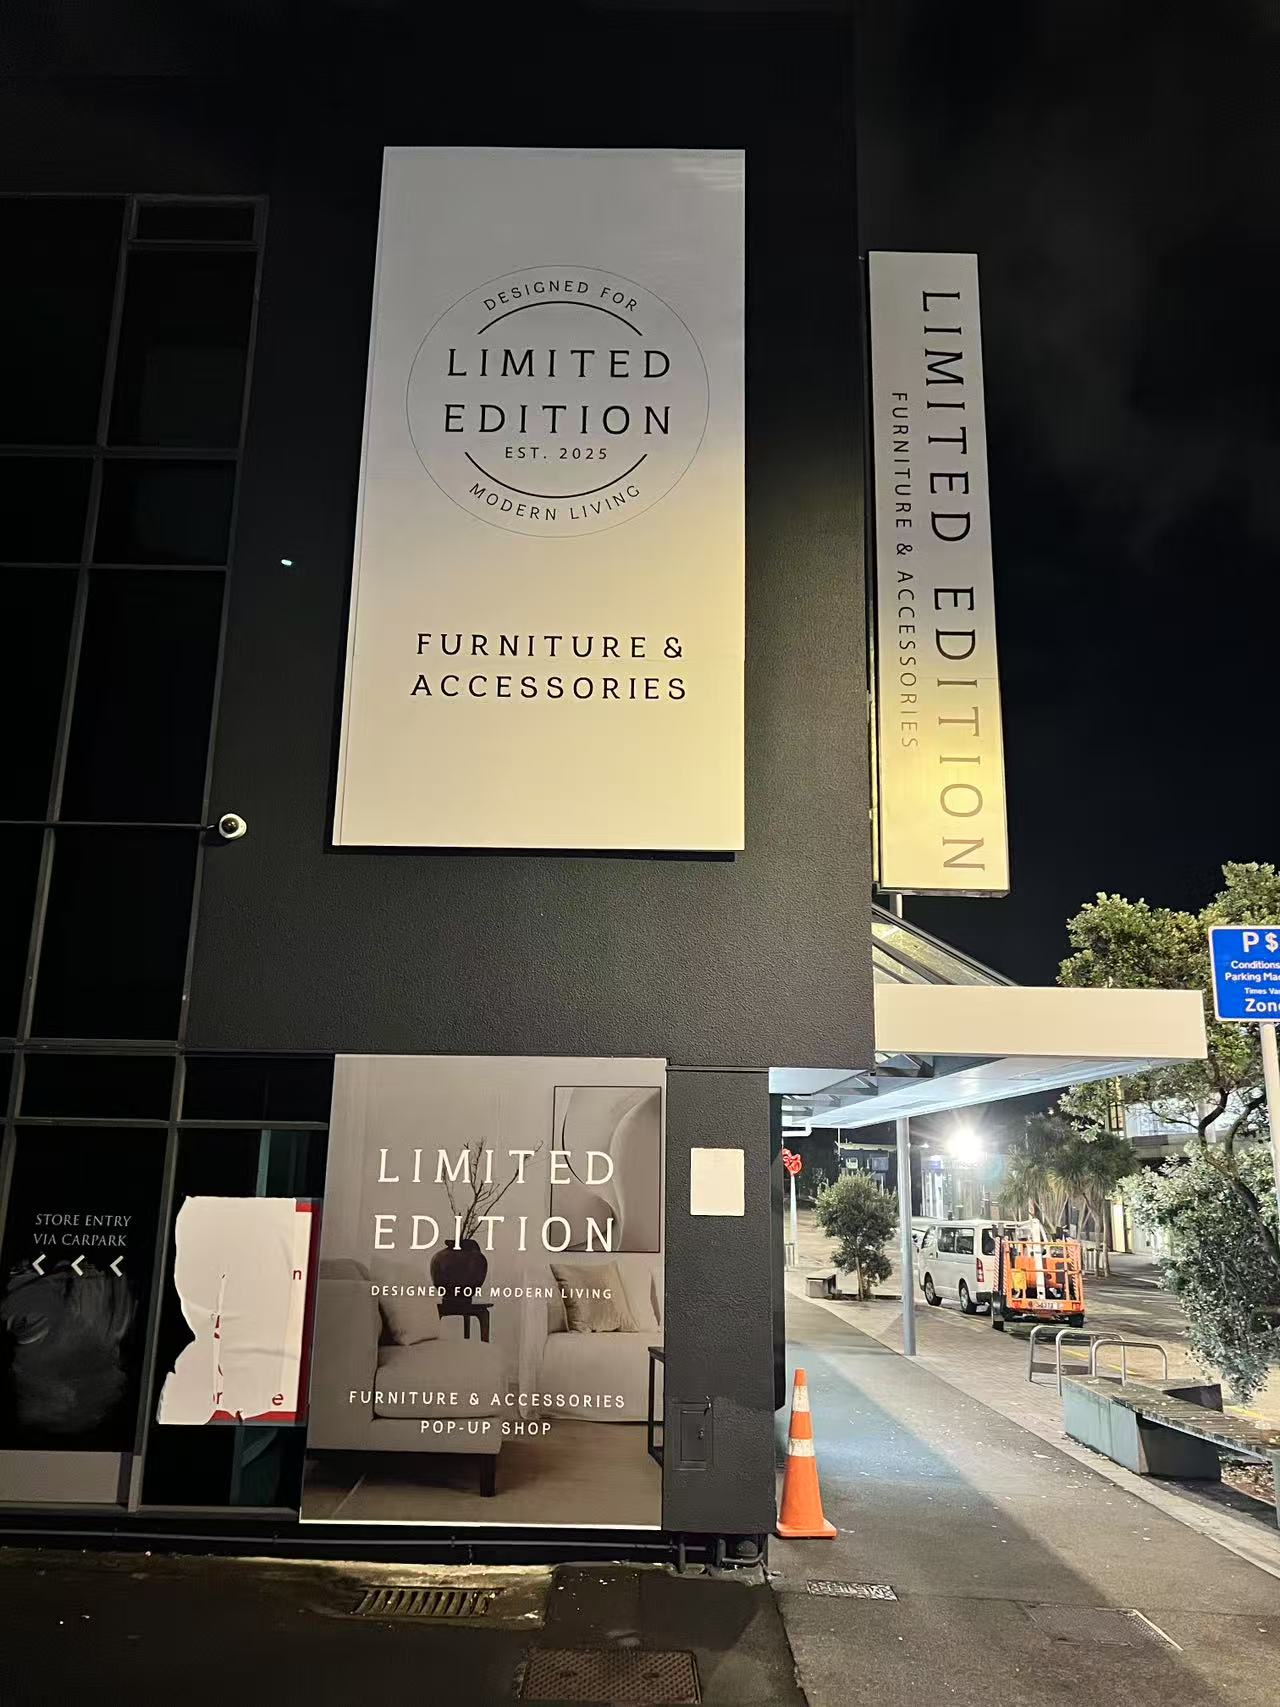 DESIGNED FOR
LIMITED
EDITION
EST. 2025
MODERN LIVING
FURNITURE &
ACCESSORIES
LIMITED EDITION
FURNITURE & ACCESSORIES
P $
Conditions
Zone
STORE ENTRY
VIA CARPARK
LIMITED
EDITION
DESIGNED FOR MODERN LIVING
FURNITURE & ACCESSORIES
POP-UP SHOP